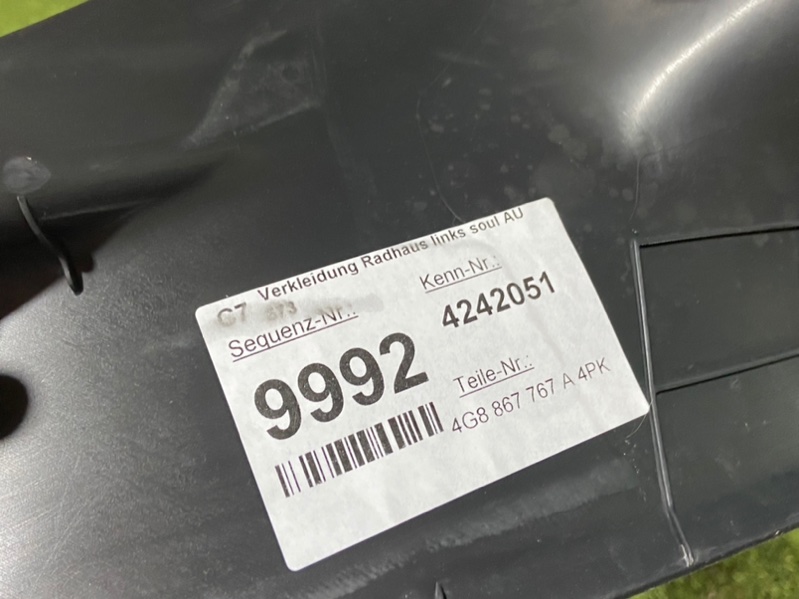 Verkleidung Radhaus links soul AU
C7
Sequenz-Nr.:
9992
Kenn-Nr.:
4242051
Teile-Nr.:
4G8 867 767 A 4PK